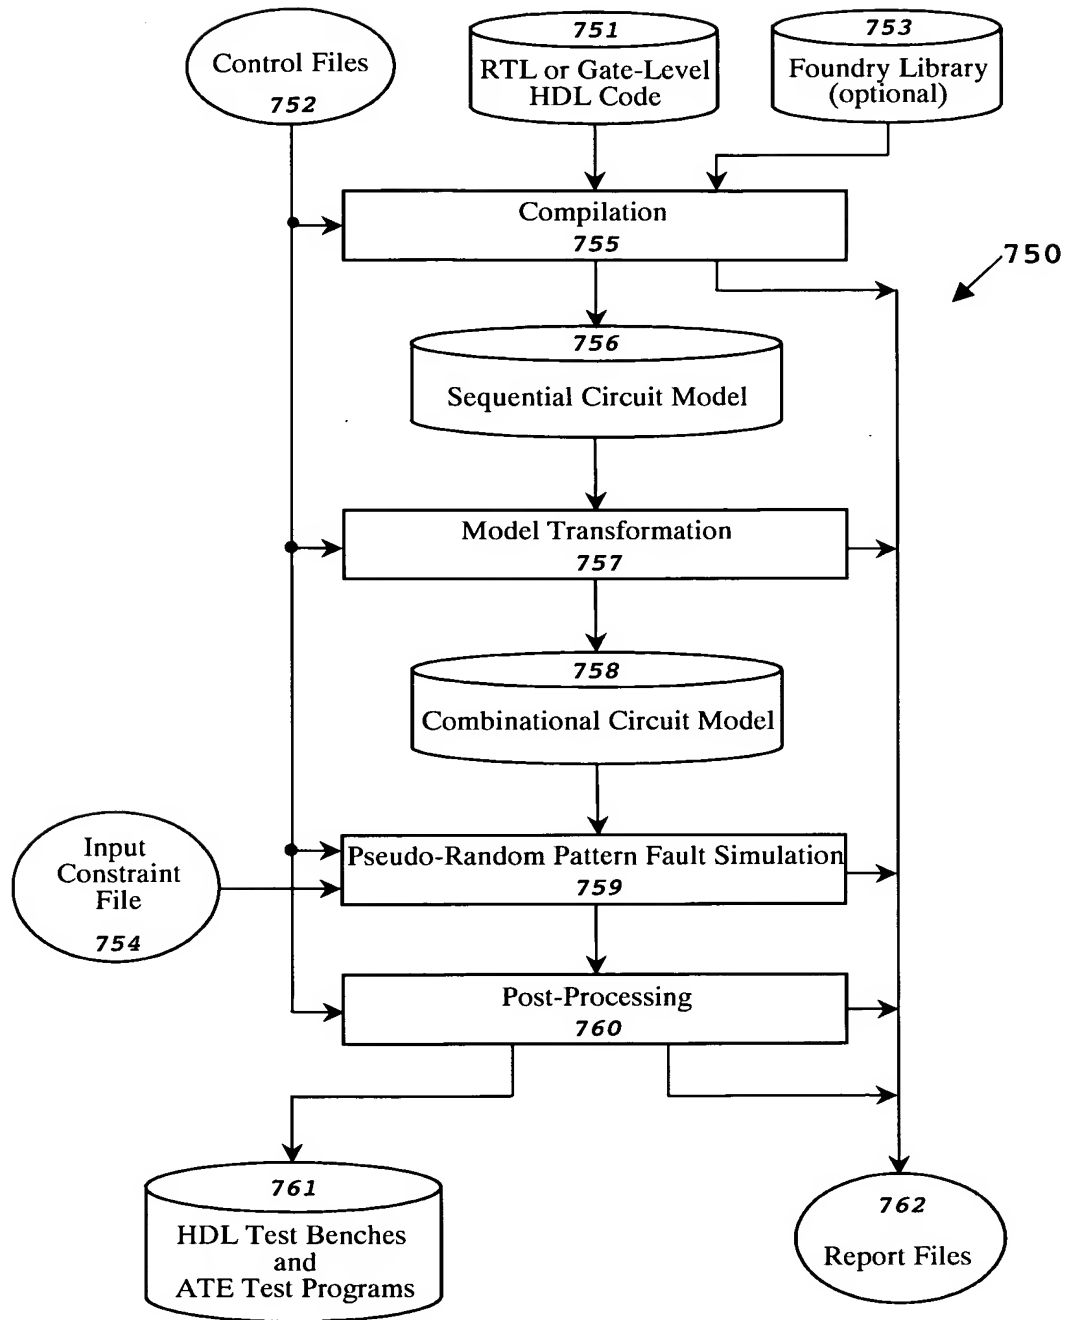 Control Files
752
751
RTL or Gate-Level
HDL Code
753
Foundry Library
(optional)
Compilation
755
750
756
Sequential Circuit Model
Model Transformation
757
758
Combinational Circuit Model
Input
Constraint
File
754
Pseudo-Random Pattern Fault Simulation
759
Post-Processing
760
761
HDL Test Benches
and
ATE Test Programs
762
Report Files